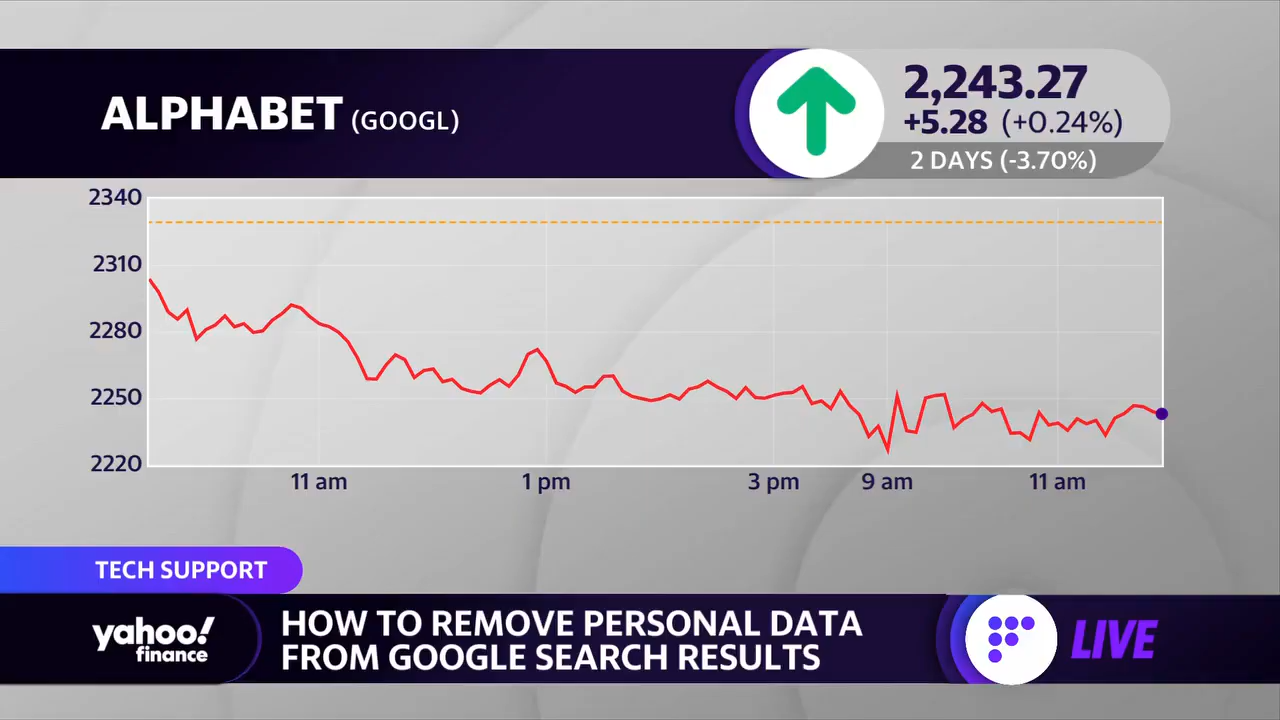 ALPHABET (GOOGL)
2,243.27
+5.28 (+0.24%)
2 DAYS (-3.70%)
2340
2310
2280
2250
2220
11 am
1 pm
3 pm
9 am
11 am
TECH SUPPORT
yahoo!
finance
HOW TO REMOVE PERSONAL DATA
FROM GOOGLE SEARCH RESULTS
LIVE